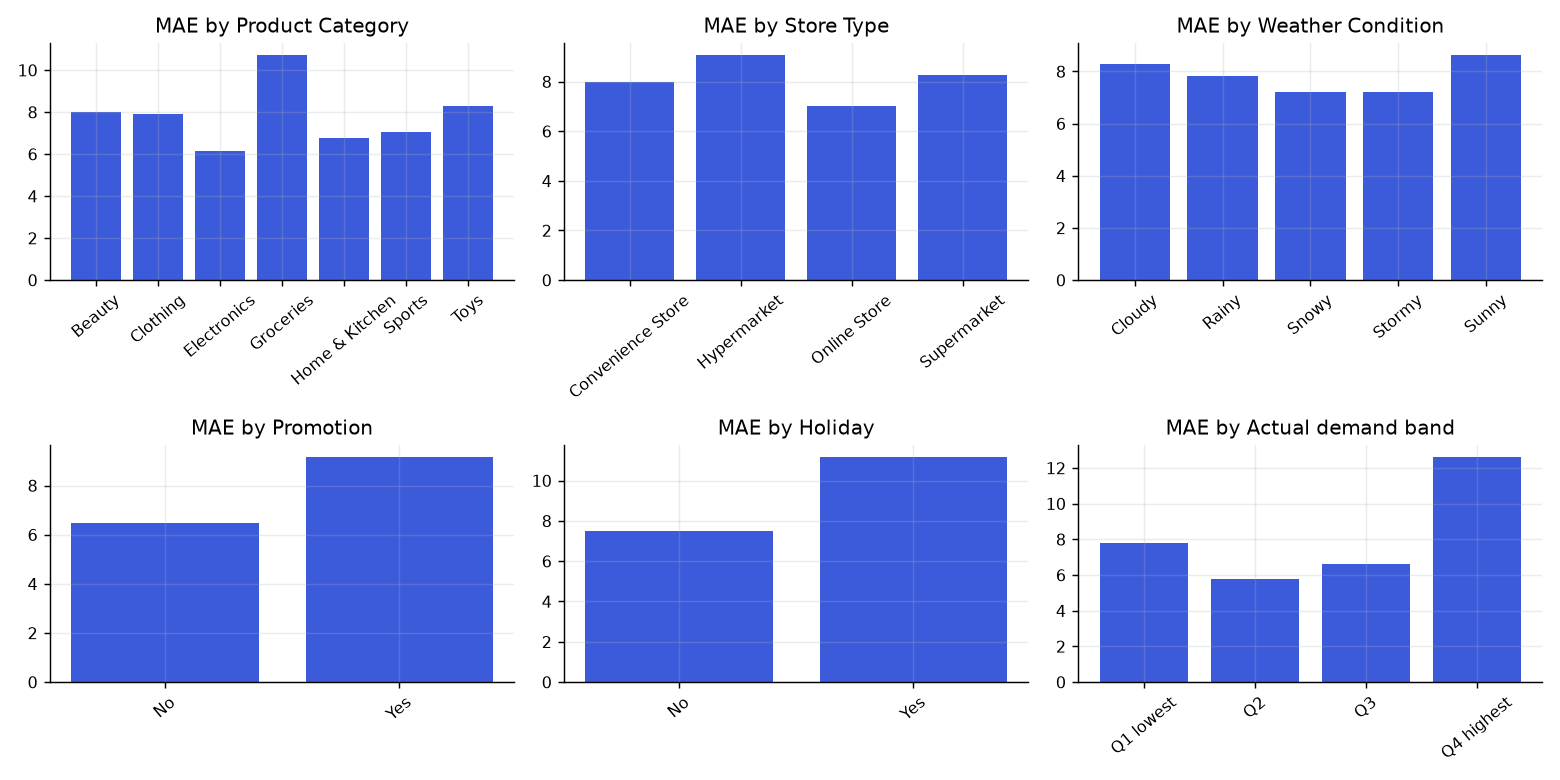 MAE by Product Category
10
8
6
4
2
0
Beauty
Clothing
Electronics
Groceries
Home & Kitchen
Sports
Toys
MAE by Store Type
8
6
4
2
0
Convenience Store
Hypermarket
Online Store
Supermarket
MAE by Weather Condition
8
6
4
2
0
Cloudy
Rainy
Snowy
Stormy
Sunny
MAE by Promotion
8
6
4
2
0
No
Yes
MAE by Holiday
10
8
6
4
2
0
No
Yes
MAE by Actual demand band
12
10
8
6
4
2
0
Q1 lowest
Q2
Q3
Q4 highest